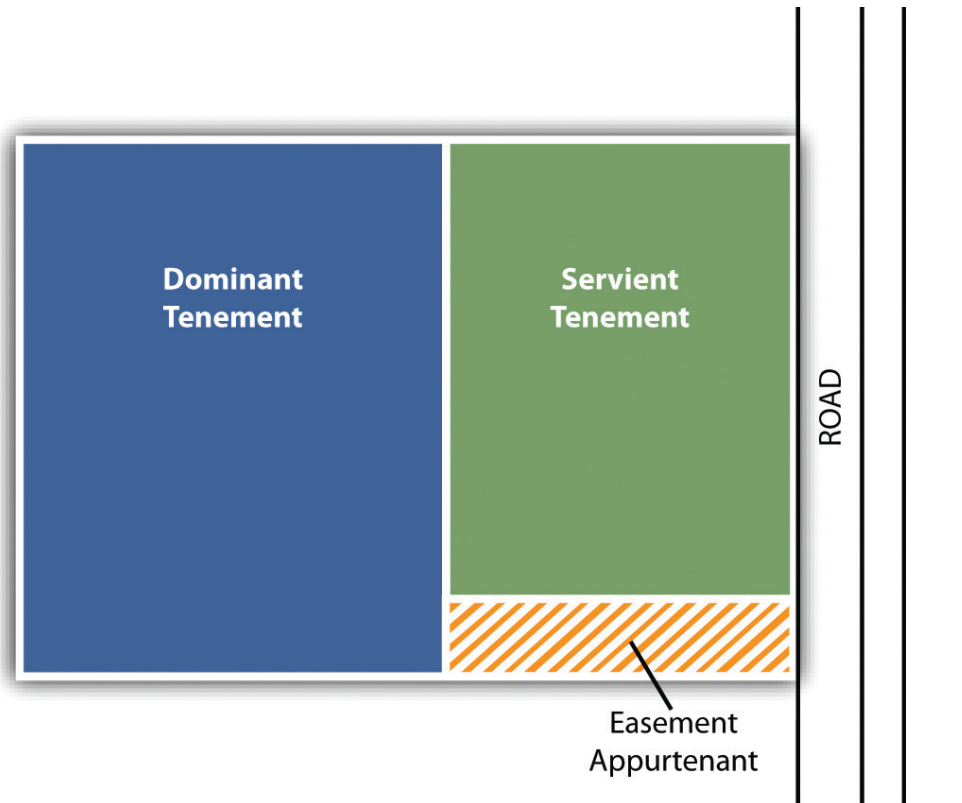 Dominant
Tenement
Servient
Tenement
ROAD
Easement
Appurtenant